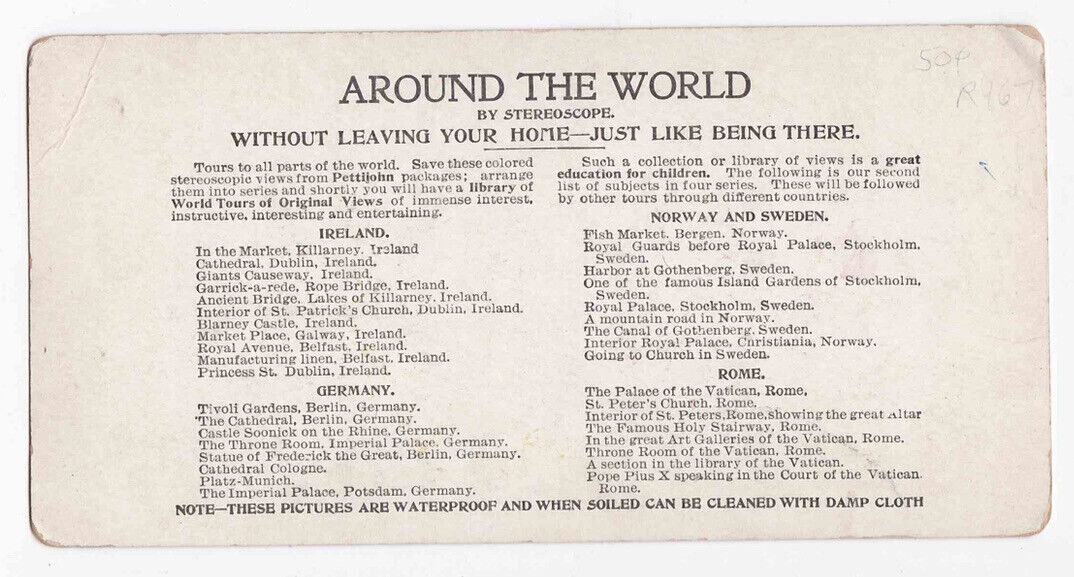 50¢
R467
AROUND THE WORLD
BY STEREOSCOPE.
WITHOUT LEAVING YOUR HOME—JUST LIKE BEING THERE.
Tours to all parts of the world. Save these colored
stereoscopic views from Pettijohn packages; arrange
them into series and shortly you will have a library of
World Tours of Original Views of immense interest,
instructive, interesting and entertaining.
IRELAND.
In the Market, Killarney. Ireland
Cathedral, Dublin, Ireland.
Giants Causeway, Ireland.
Garrick-a-rede, Rope Bridge, Ireland.
Ancient Bridge, Lakes of Killarney. Ireland.
Interior of St. Patrick's Church, Dublin, Ireland.
Blarney Castle, Ireland.
Market Place, Galway, Ireland.
Royal Avenue, Belfast, Ireland.
Manufacturing linen, Belfast. Ireland.
Princess St. Dublin, Ireland.
GERMANY.
Tivoli Gardens, Berlin, Germany.
The Cathedral, Berlin, Germany.
Castle Soonick on the Rhine, Germany.
The Throne Room, Imperial Palace, Germany.
Statue of Frederick the Great, Berlin, Germany.
Cathedral Cologne.
Platz-Munich.
The Imperial Palace, Potsdam, Germany.
Such a collection or library of views is a great
education for children. The following is our second
list of subjects in four series. These will be followed
by other tours through different countries.
NORWAY AND SWEDEN.
Fish Market. Bergen. Norway.
Royal Guards before Royal Palace, Stockholm,
Sweden.
Harbor at Gothenberg, Sweden.
One of the famous Island Gardens of Stockholm,
Sweden.
Royal Palace, Stockholm, Sweden.
A mountain road in Norway.
The Canal of Gothenberg, Sweden.
Interior Royal Palace, Christiania, Norway.
Going to Church in Sweden.
ROME.
The Palace of the Vatican, Rome,
St. Peter's Church, Rome.
Interior of St. Peters,Rome,showing the great Altar
The Famous Holy Stairway, Rome.
In the great Art Galleries of the Vatican, Rome.
Throne Room of the Vatican, Rome.
A section in the library of the Vatican.
Pope Pius X speaking in the Court of the Vatican.
Rome.
NOTE—THESE PICTURES ARE WATERPROOF AND WHEN SOILED CAN BE CLEANED WITH DAMP CLOTH